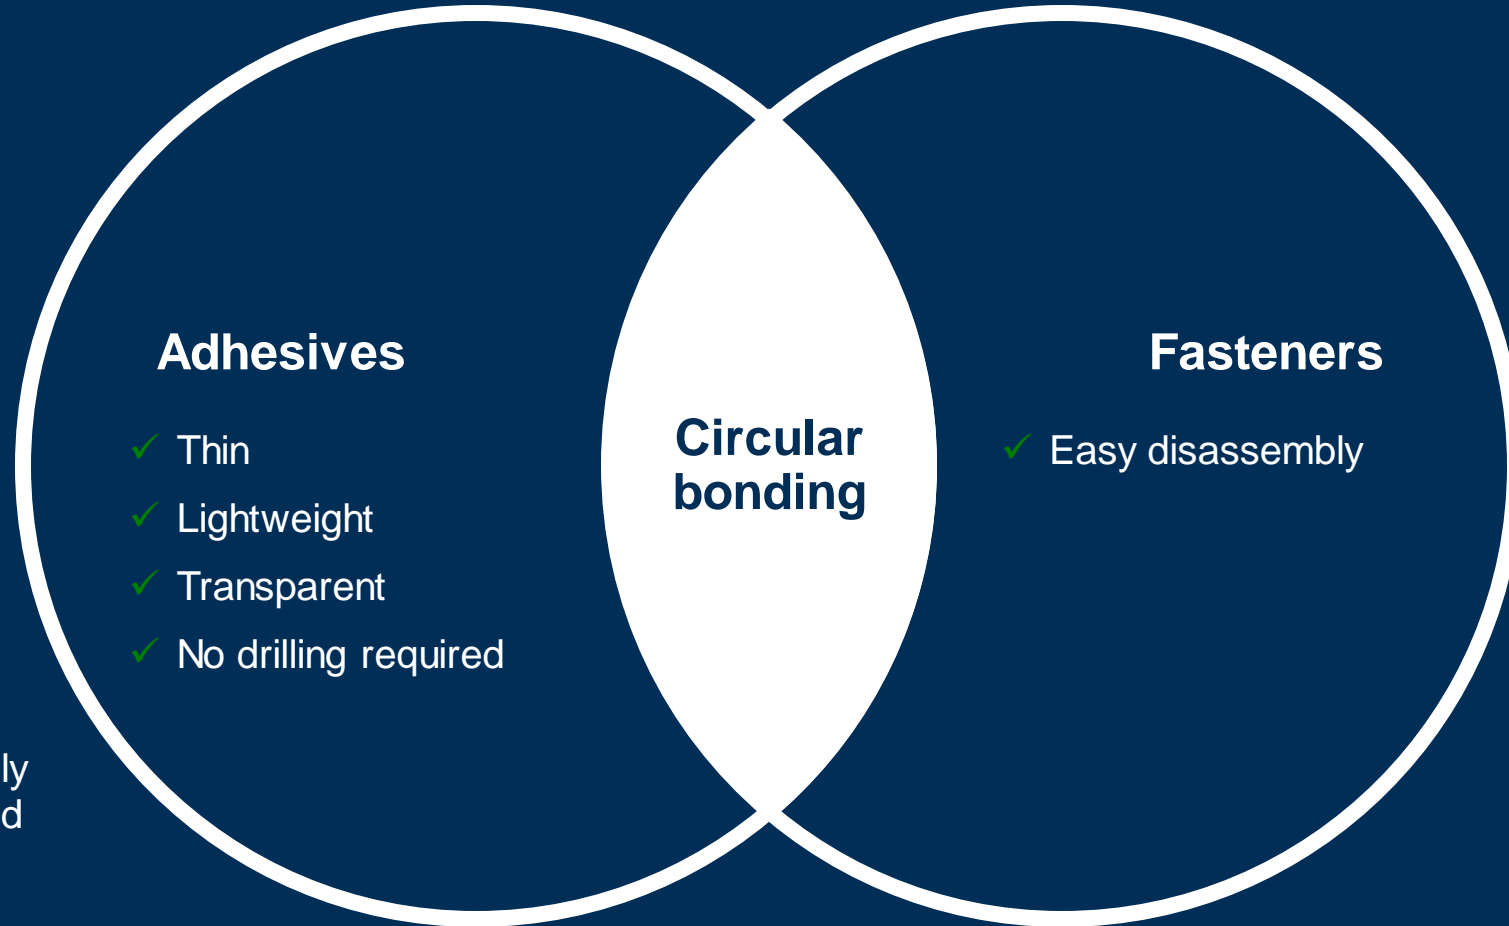 Adhesives
Thin
Lightweight
Transparent
No drilling required
Circular
bonding
Fasteners
Easy disassembly
ly
d